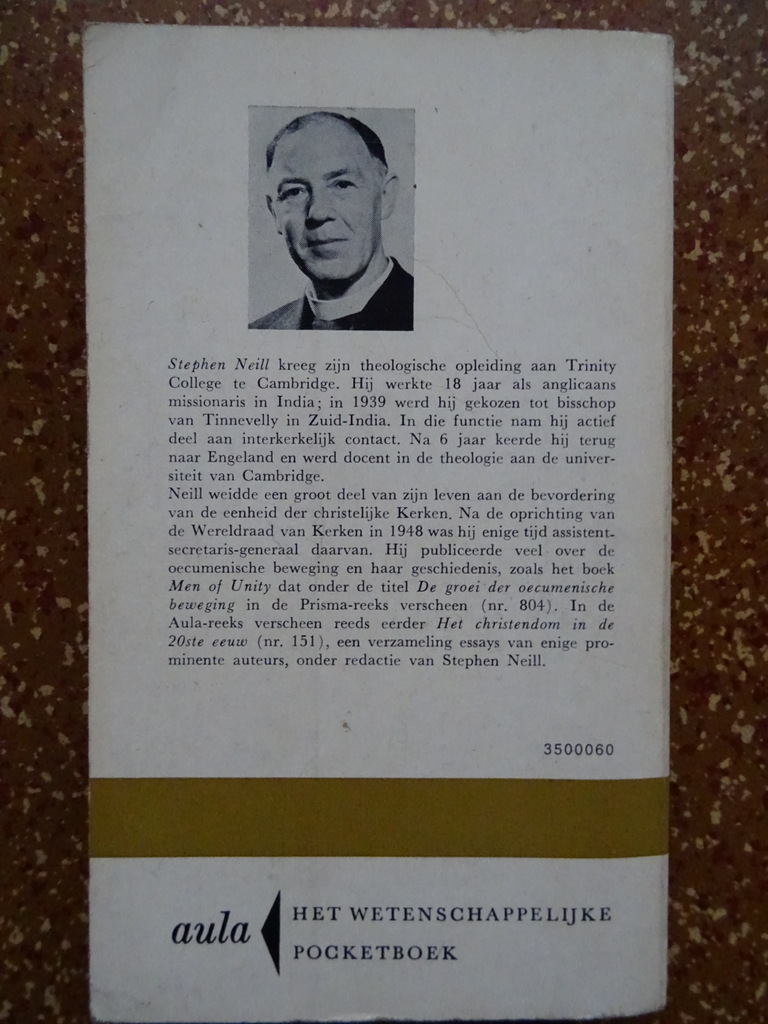 Stephen Neill kreeg zijn theologische opleiding aan Trinity
College te Cambridge. Hij werkte 18 jaar als anglicaans
missionaris in India; in 1939 werd hij gekozen tot bisschop
van Tinnevelly in Zuid-India. In die functie nam hij actief
deel aan interkerkelijk contact. Na 6 jaar keerde hij terug
naar Engeland en werd docent in de theologie aan de univer-
siteit van Cambridge.
Neill weidde een groot deel van zijn leven aan de bevordering
van de eenheid der christelijke Kerken. Na de oprichting van
de Wereldraad van Kerken in 1948 was hij enige tijd assistent-
secretaris-generaal daarvan. Hij publiceerde veel over de
oecumenische beweging en haar geschiedenis, zoals het boek
Men of Unity dat onder de titel De groei der oecumenische
beweging in de Prisma-reeks verscheen (nr. 804). In de
Aula-reeks verscheen reeds eerder Het christendom in de
20ste eeuw (nr. 151), een verzameling essays van enige pro-
minente auteurs, onder redactie van Stephen Neill.
3500060
aula
HET WETENSCHAPPELIJKE
POCKETBOEK